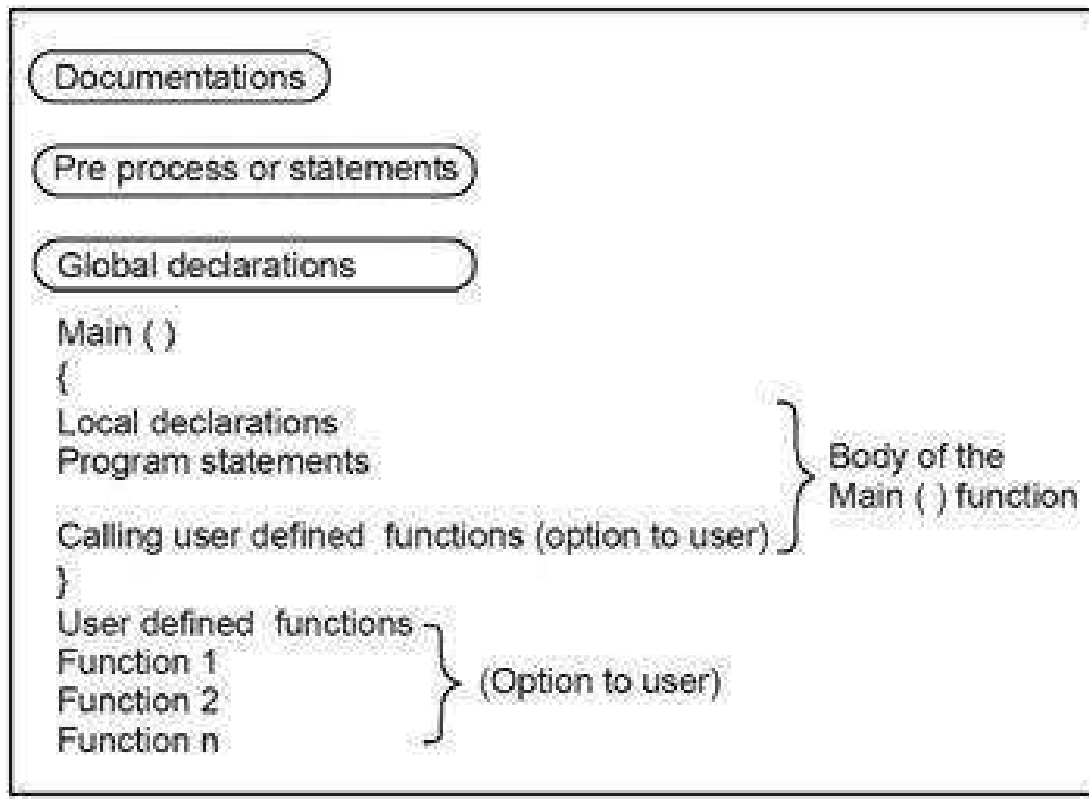 Documentations
Pre process or statements
Global declarations
Main ( )
{
Local declarations
Program statements
Body of the
Main ( ) function
Calling user defined functions (option to user)
}
User defined functions
Function 1
Function 2
Function n
(Option to user)